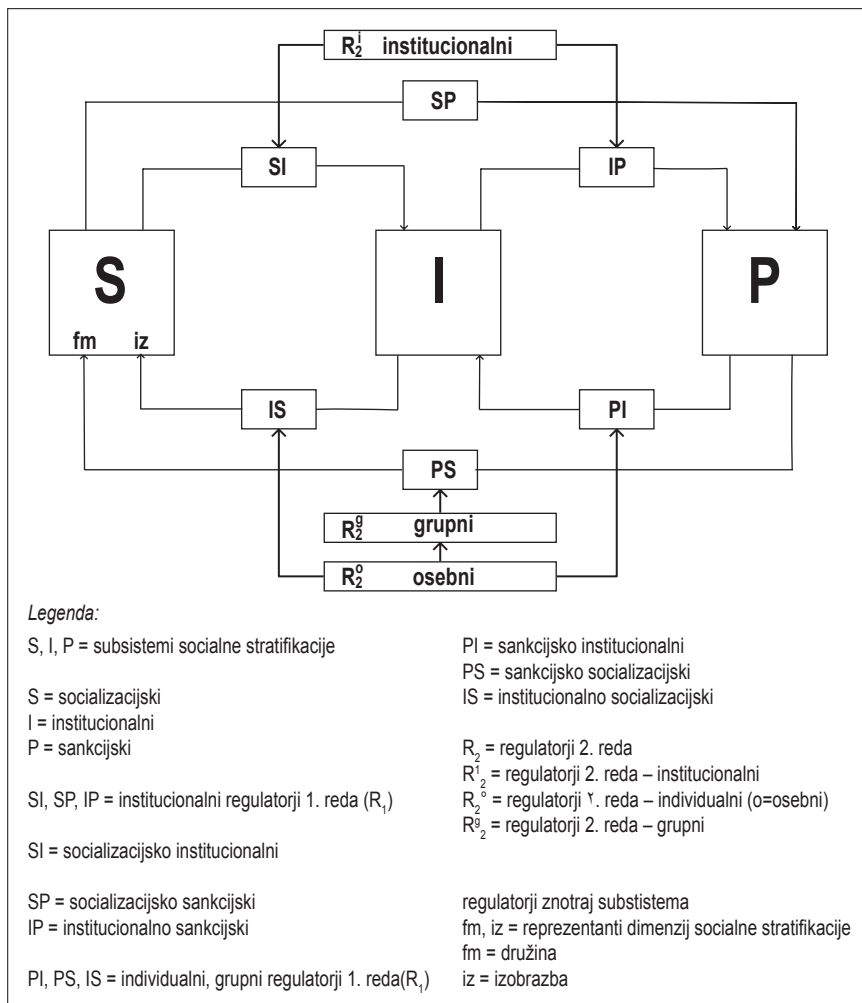 R₂ⁱ institucionalni
SP
SI
IP
S
I
P
fm iz
IS
PI
PS
R₂ᵍ grupni
R₂ᵒ osebni
Legenda:
S, I, P = subsistemi socialne stratifikacije
S = socializacijski
I = institucionalni
P = sankcijski
SI, SP, IP = institucionalni regulatorji 1. reda (R₁)
SI = socializacijsko institucionalni
SP = socializacijsko sankcijski
IP = institucionalno sankcijski
PI, PS, IS = individualni, grupni regulatorji 1. reda(R₁)
PI = sankcijsko institucionalni
PS = sankcijsko socializacijski
IS = institucionalno socializacijski
R₂ = regulatorji 2. reda
R¹₂ = regulatorji 2. reda – institucionalni
R₂ᵒ = regulatorji ٢. reda – individualni (o=osebni)
Rᵍ₂ = regulatorji 2. reda – grupni
regulatorji znotraj substistema
fm, iz = reprezentanti dimenzij socialne stratifikacije
fm = družina
iz = izobrazba